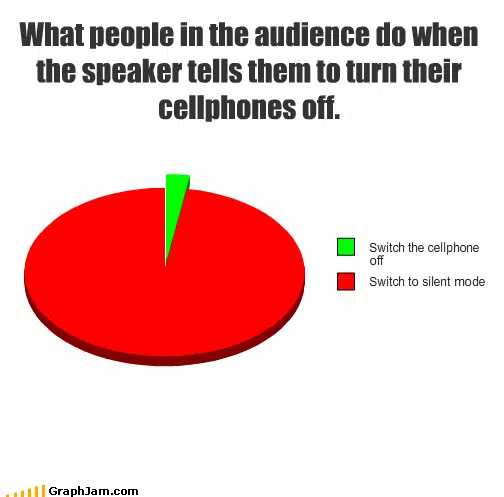 What people in the audience do when
the speaker tells them to turn their
cellphones off.
Switch the cellphone
off
Switch to silent mode
GraphJam.com